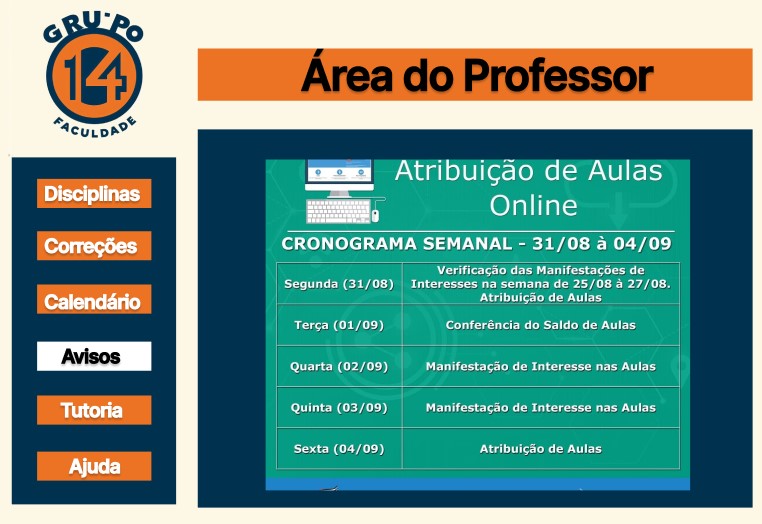 GRU·PO
14
FACULDADE
Área do Professor
Disciplinas
Correções
Calendário
Avisos
Tutoria
Ajuda
Atribuição de Aulas
Online
CRONOGRAMA SEMANAL - 31/08 à 04/09
Segunda (31/08)
Verificação das Manifestações de
Interesses na semana de 25/08 à 27/08.
Atribuição de Aulas
Terça (01/09)
Conferência do Saldo de Aulas
Quarta (02/09)
Manifestação de Interesse nas Aulas
Quinta (03/09)
Manifestação de Interesse nas Aulas
Sexta (04/09)
Atribuição de Aulas